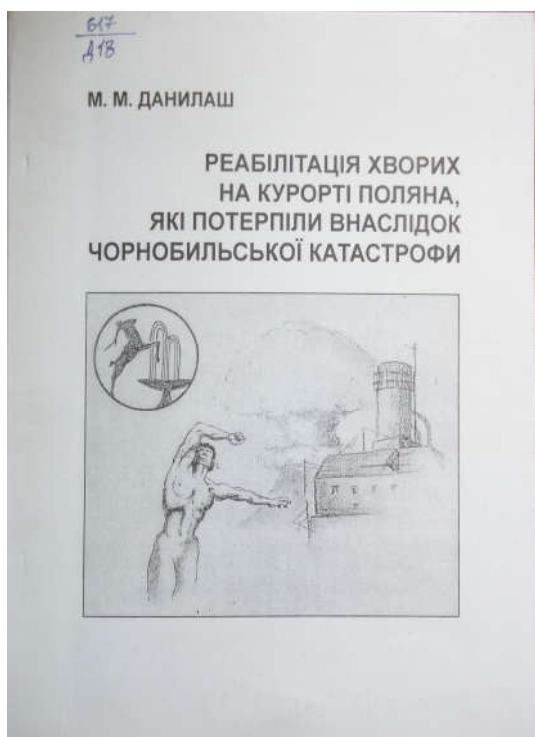 617
Д18
М. М. ДАНИЛАШ
РЕАБІЛІТАЦІЯ ХВОРИХ
НА КУРОРТІ ПОЛЯНА,
ЯКІ ПОТЕРПІЛИ ВНАСЛІДОК
ЧОРНОБИЛЬСЬКОЇ КАТАСТРОФИ